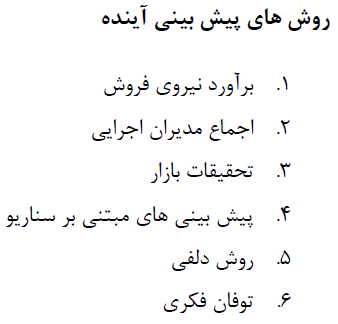 روش های پیش بینی آینده
۱. برآورد نیروی فروش
۲. اجماع مدیران اجرایی
۳. تحقیقات بازار
۴. پیش بینی های مبتنی بر سناریو
۵. روش دلفی
۶. توفان فکری